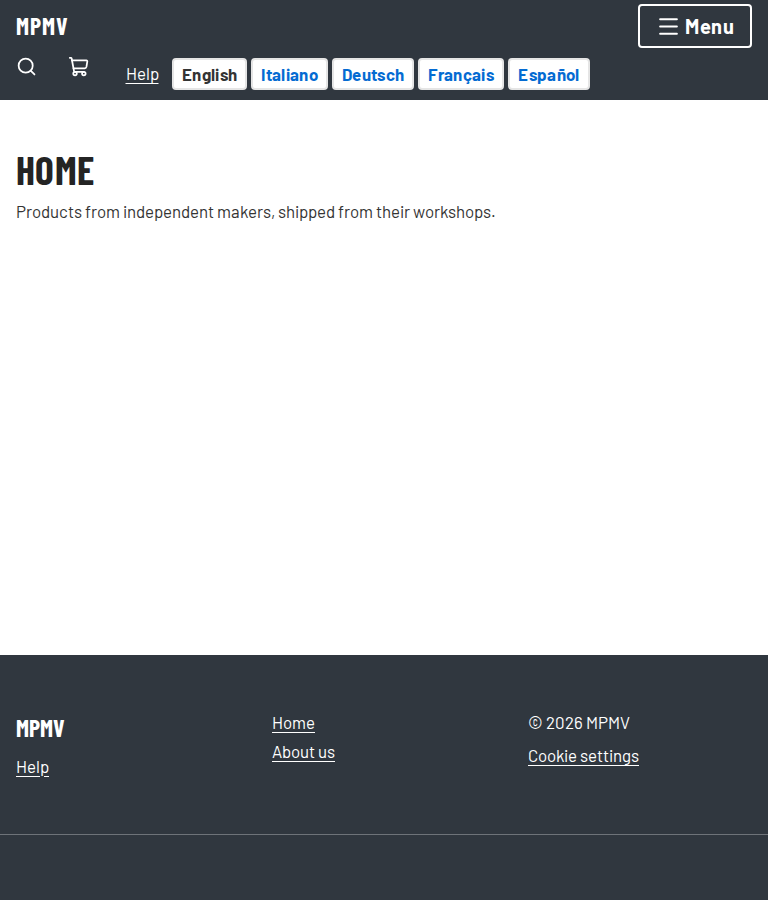 MPMV
Menu
Help
English
Italiano
Deutsch
Français
Español
HOME
Products from independent makers, shipped from their workshops.
MPMV
Help
Home
About us
© 2026 MPMV
Cookie settings